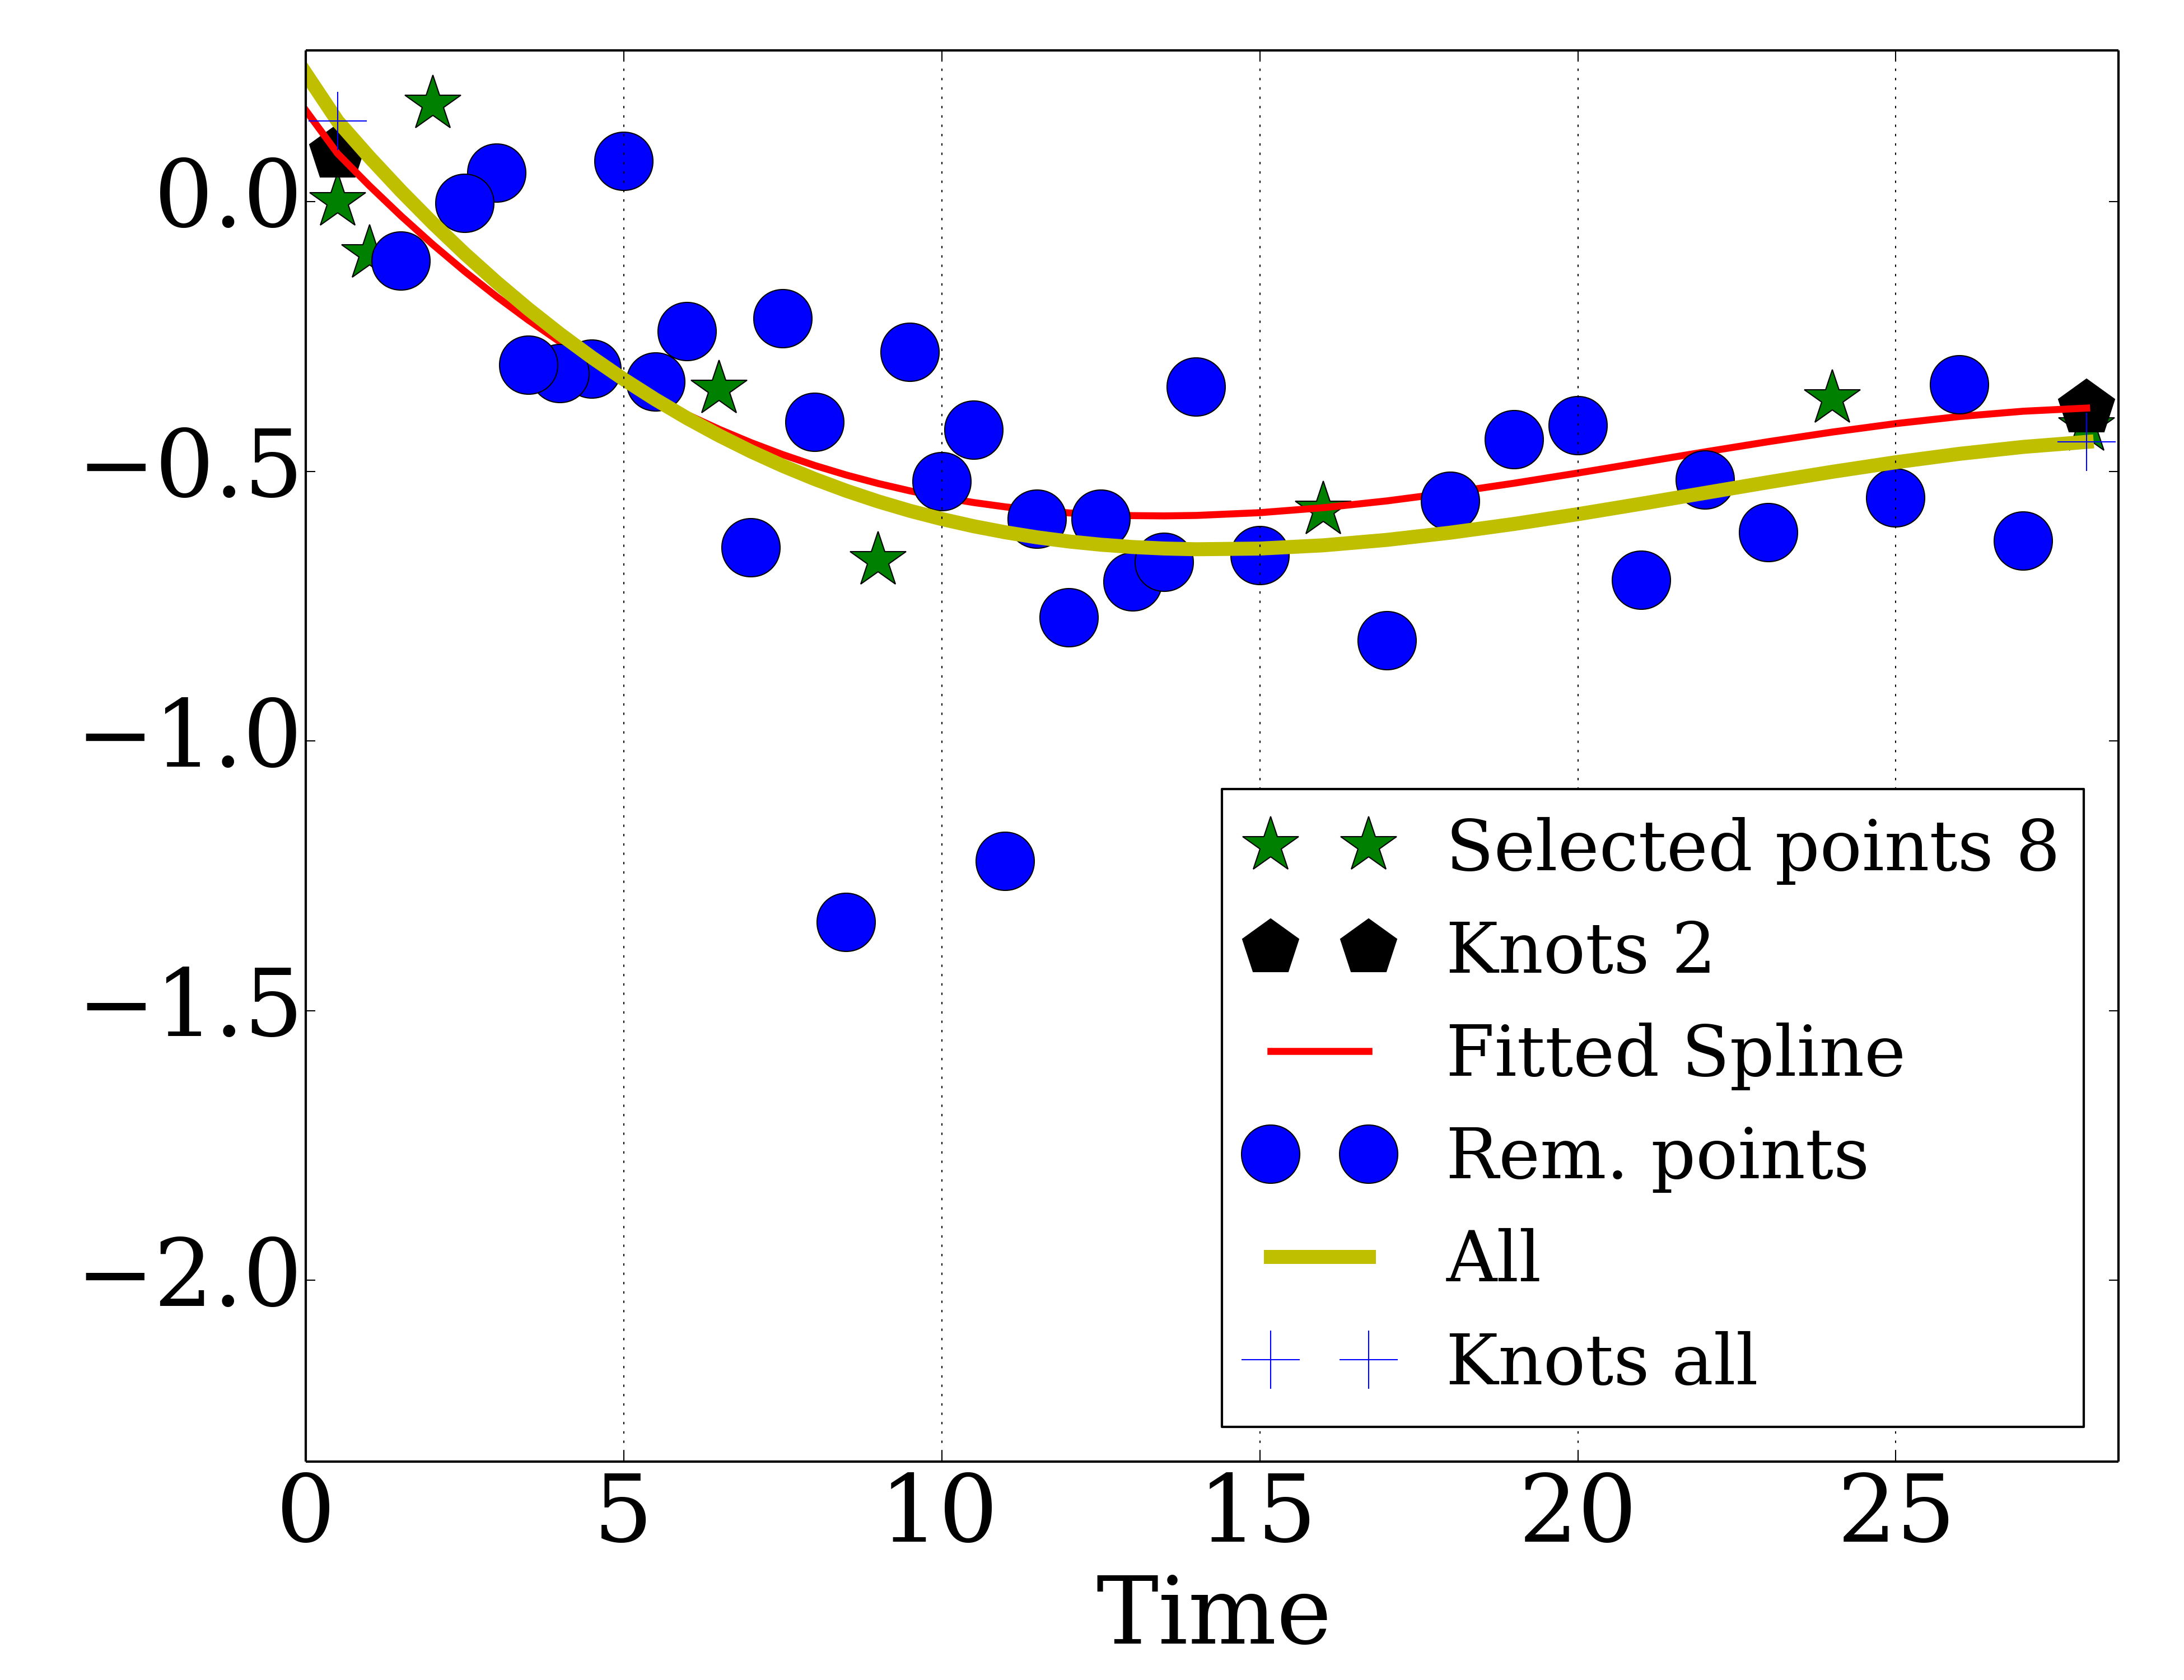 0.0
−0.5
−1.0
−1.5
−2.0
Selected points 8
Knots 2
Fitted Spline
Rem. points
All
Knots all
0 5 10 15 20 25
Time